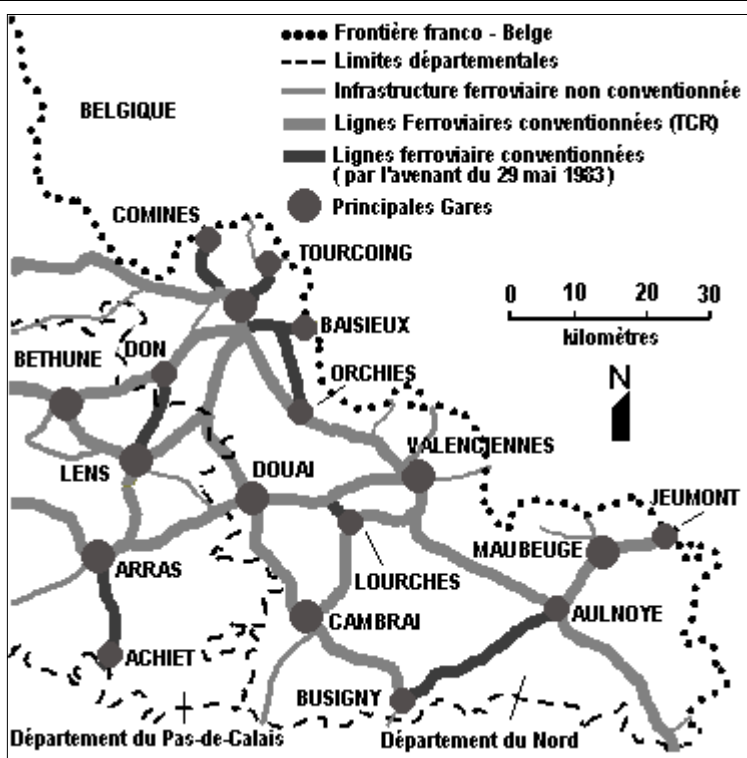 Frontière franco - Belge
Limites départementales
Infrastructure ferroviaire non conventionnée
BELGIQUE
Lignes Ferroviaires conventionnées (TCR)
Lignes ferroviaire conventionnées
( par l'avenant du 29 mai 1983 )
Principales Gares
COMINES
TOURCOING
0 10 20 30
kilomètres
BAISIEUX
BETHUNE
DON
ORCHIES
N
VALENCIENNES
LENS
DOUAI
JEUMONT
MAUBEUGE
ARRAS
LOURCHES
AULNOYE
CAMBRAI
ACHIET
BUSIGNY
Département du Pas-de-Calais
Département du Nord